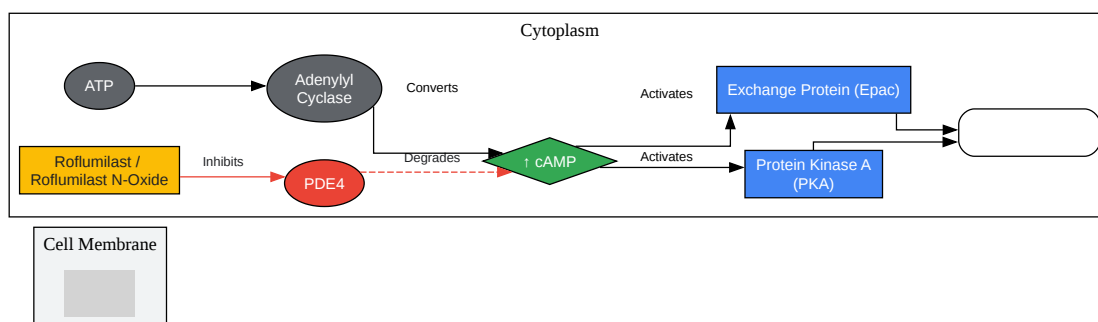 Cytoplasm
ATP
Adenylyl
Cyclase
Converts
Activates
Exchange Protein (Epac)
Roflumilast /
Roflumilast N-Oxide
Inhibits
PDE4
Degrades
↑ cAMP
Activates
Protein Kinase A
(PKA)
Cell Membrane